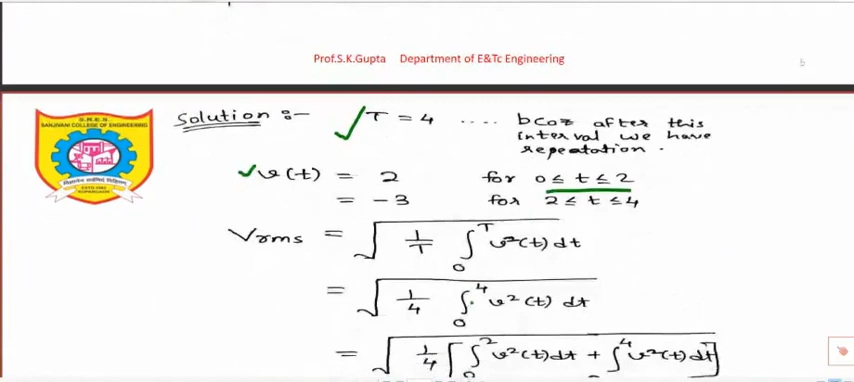 Prof.S.K.Gupta Department of E&Tc Engineering
S.R.E.S.
SANJIVANI COLLEGE OF ENGINEERING
Solution :- T = 4 .... bcoz after this
interval we have
repeatation.
v(t) = 2 for 0 ≤ t ≤ 2
= -3 for 2 ≤ t ≤ 4
Vrms = √(1/T ∫₀ᵀ v²(t) dt)
= √(1/4 ∫₀⁴ v²(t) dt)
= √(1/4 [∫₀² v²(t) dt + ∫⁴ v²(t) dt])